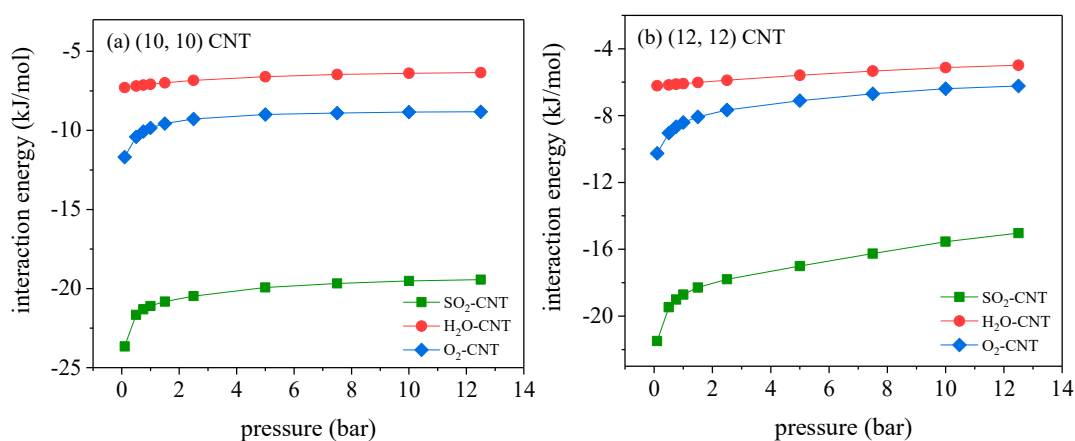 (a) (10, 10) CNT
interaction energy (kJ/mol)
-5
-10
-15
-20
-25
SO₂-CNT
H₂O-CNT
O₂-CNT
0 2 4 6 8 10 12 14
pressure (bar)
(b) (12, 12) CNT
interaction energy (kJ/mol)
-4
-8
-12
-16
-20
SO₂-CNT
H₂O-CNT
O₂-CNT
0 2 4 6 8 10 12 14
pressure (bar)